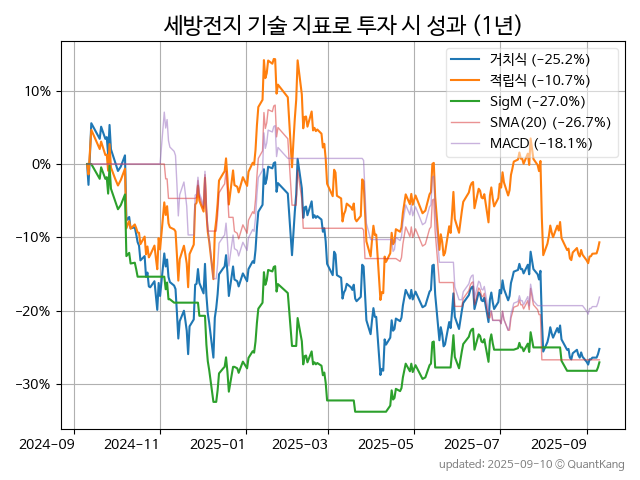 세방전지 기술 지표로 투자 시 성과 (1년)
거치식 (−25.2%)
적립식 (−10.7%)
SigM (−27.0%)
SMA(20) (−26.7%)
MACD (−18.1%)
10%
0%
−10%
−20%
−30%
2024-09 2024-11 2025-01 2025-03 2025-05 2025-07 2025-09
updated: 2025-09-10 ⓒ QuantKang